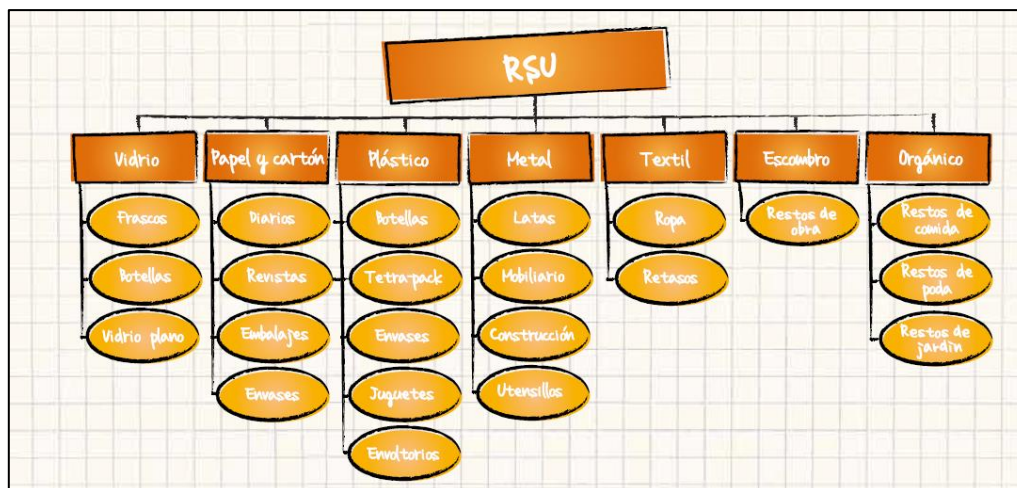 RSU
Vidrio
Papel y cartón
Plástico
Metal
Textil
Escombro
Orgánico
Frascos
Diarios
Botellas
Latas
Ropa
Restos de
obra
Restos de
comida
Botellas
Revistas
Tetra-pack
Mobiliario
Retasos
Restos de
poda
Vidrio plano
Embalajes
Envases
Construcción
Restos de
jardin
Envases
Juguetes
Utensillos
Envoltorios